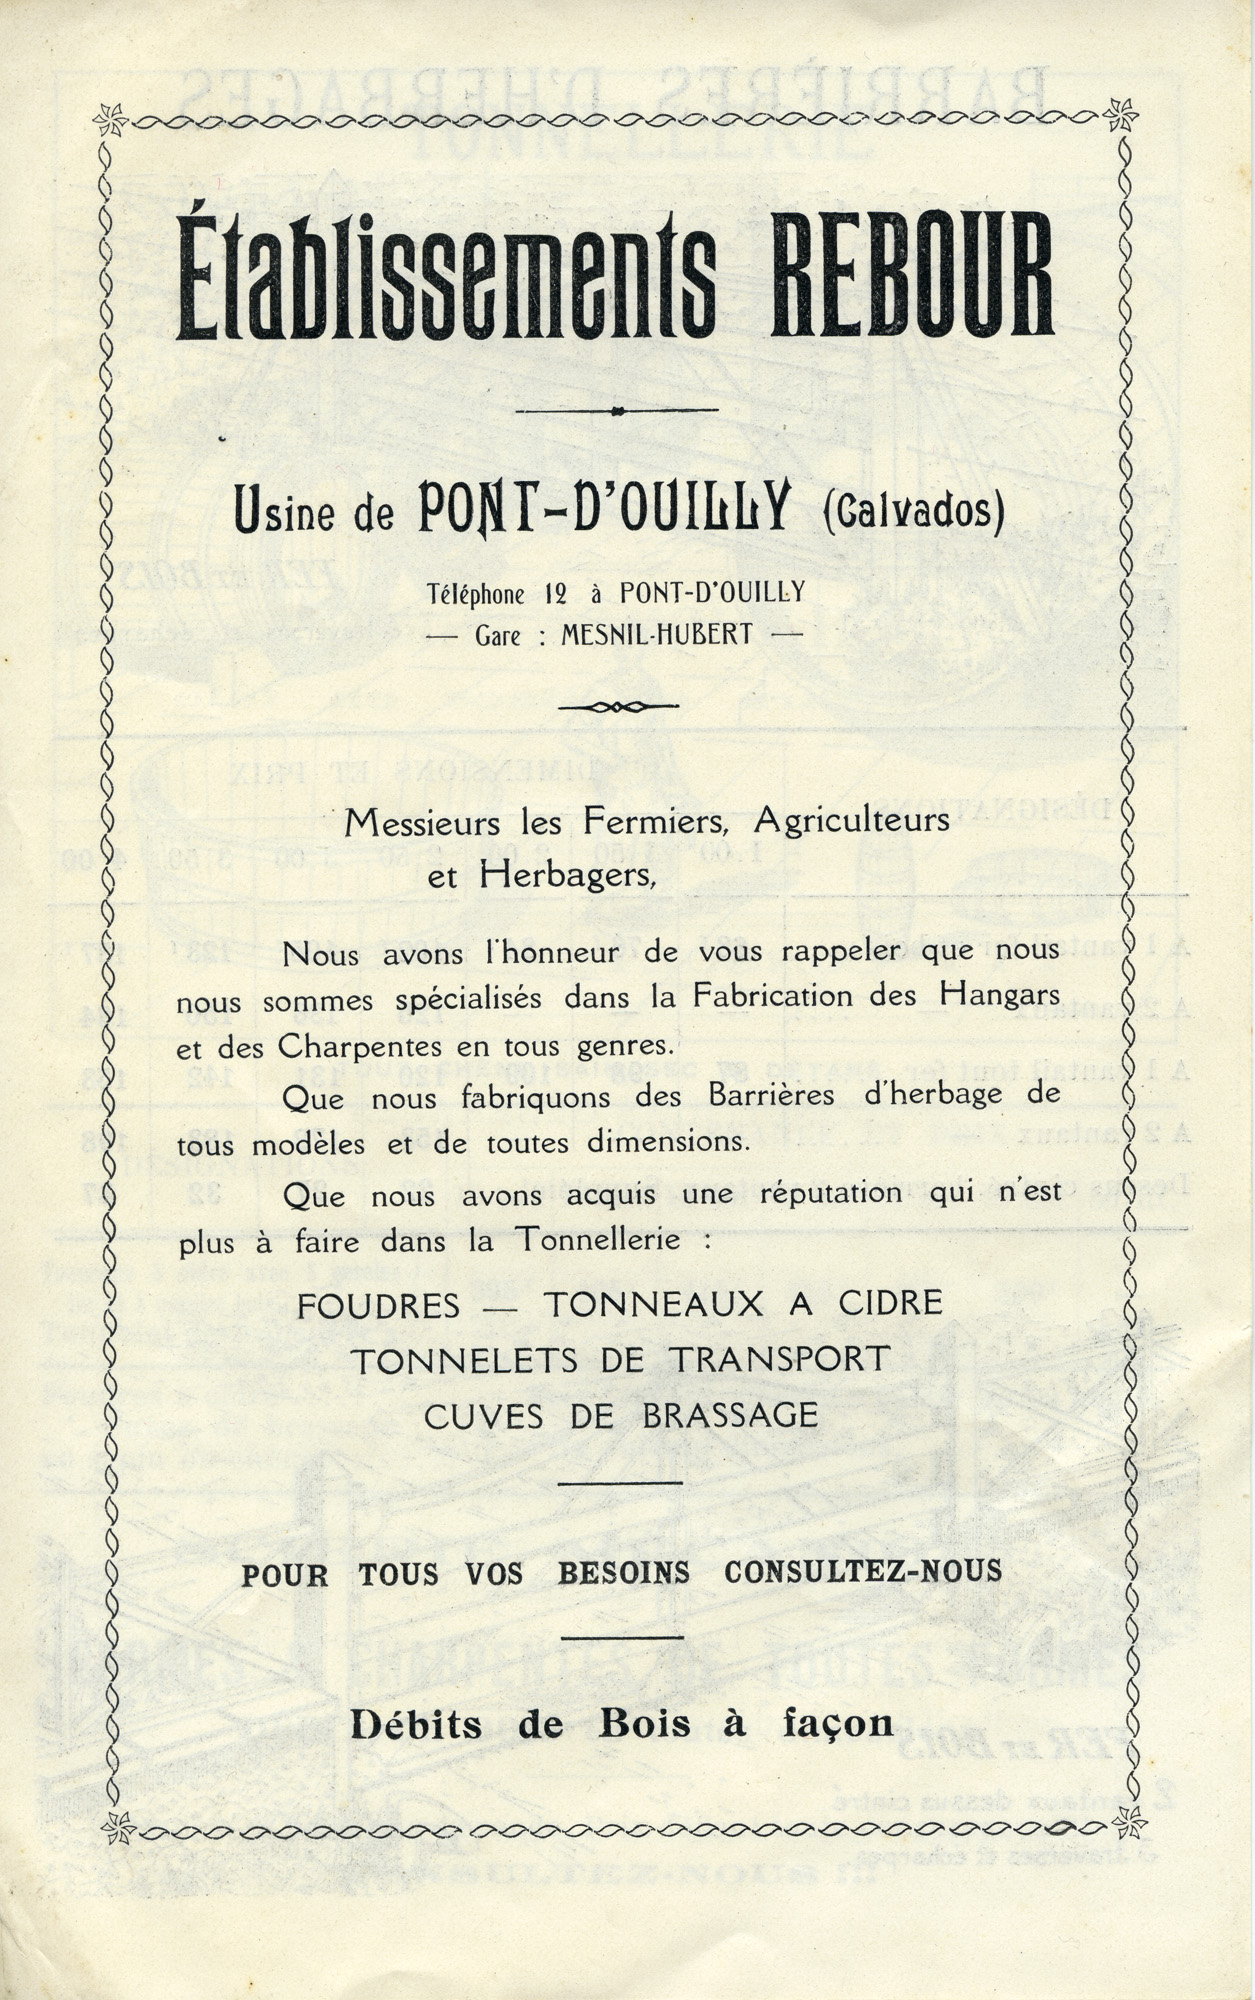 Établissements REBOUR
Usine de PONT-D'OUILLY (Calvados)
Téléphone 12 à PONT-D'OUILLY
— Gare : MESNIL-HUBERT —
Messieurs les Fermiers, Agriculteurs
et Herbagers,
Nous avons l'honneur de vous rappeler que nous
nous sommes spécialisés dans la Fabrication des Hangars
et des Charpentes en tous genres.
Que nous fabriquons des Barrières d'herbage de
tous modèles et de toutes dimensions.
Que nous avons acquis une réputation qui n'est
plus à faire dans la Tonnellerie :
FOUDRES — TONNEAUX A CIDRE
TONNELETS DE TRANSPORT
CUVES DE BRASSAGE
POUR TOUS VOS BESOINS CONSULTEZ-NOUS
Débits de Bois à façon